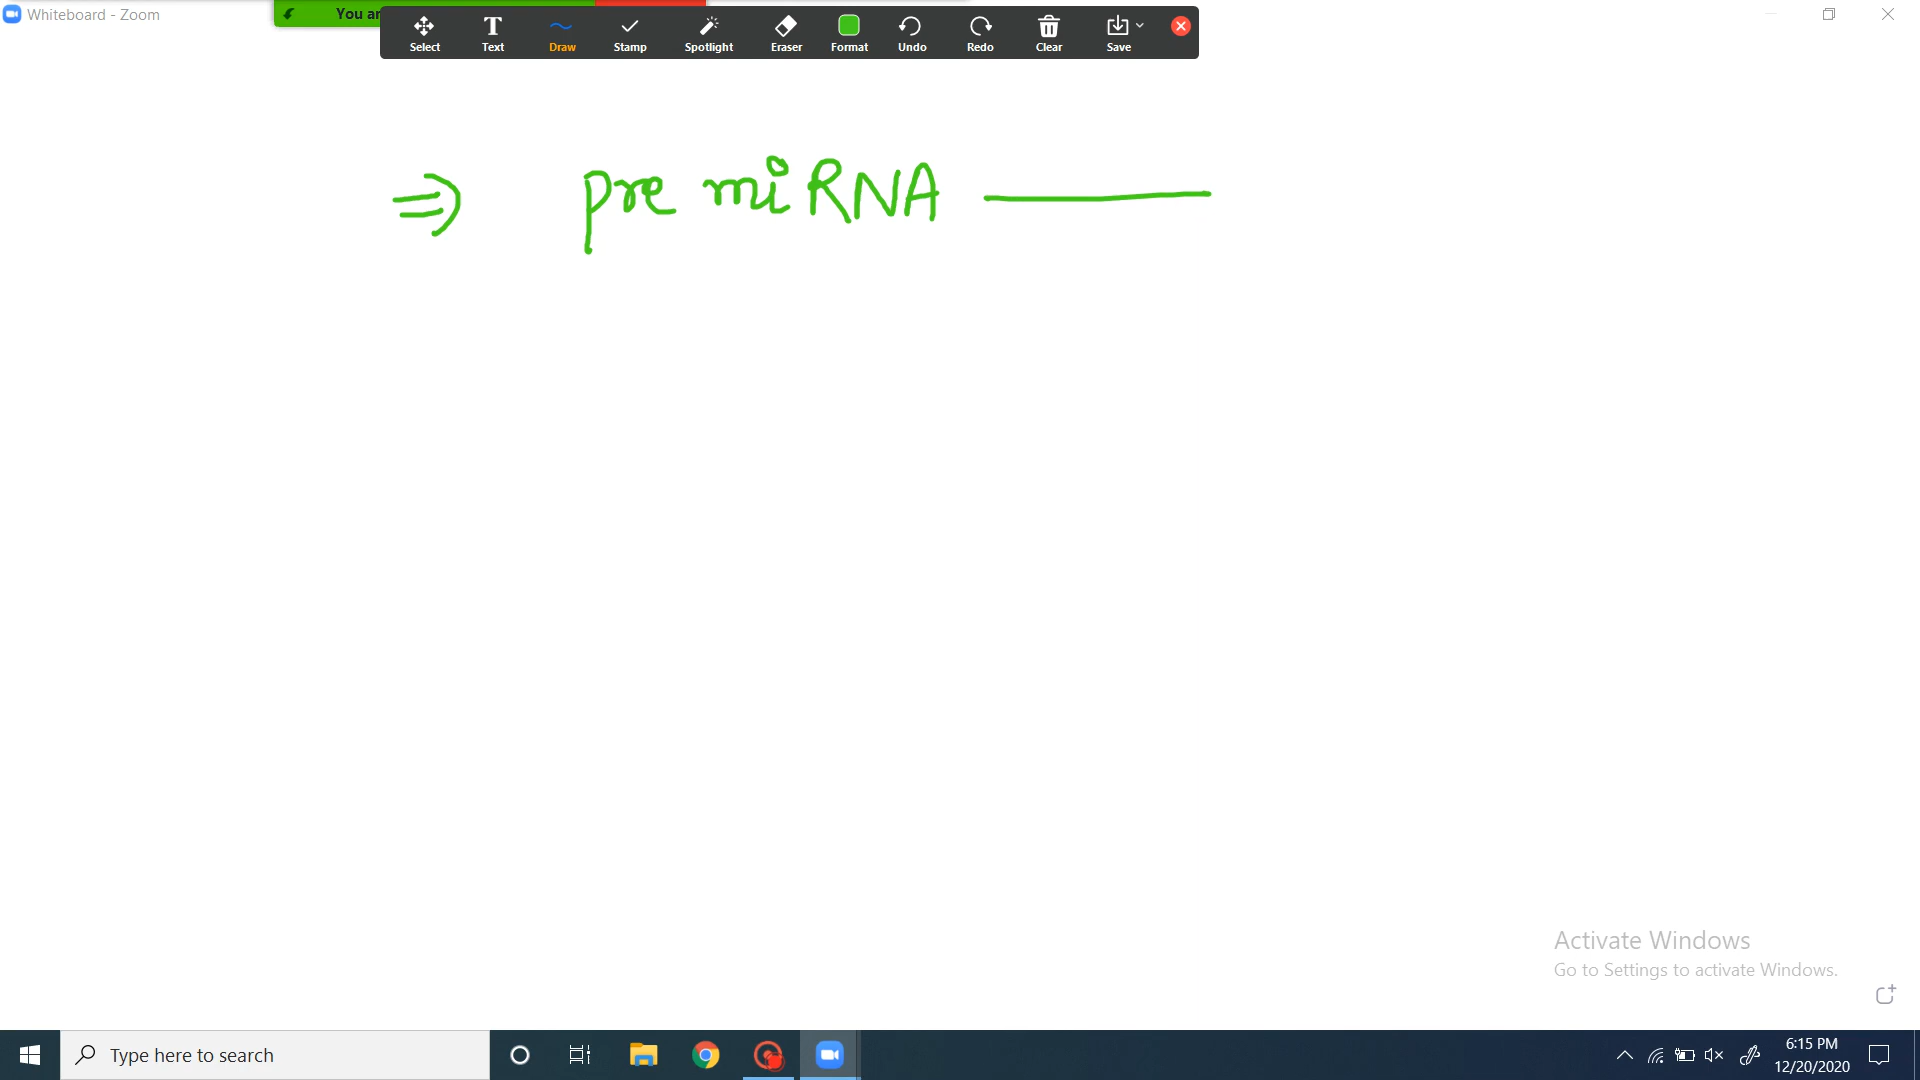 Whiteboard - Zoom
You ar
Select Text Draw Stamp Spotlight Eraser Format Undo Redo Clear Save
⇒ pre miRNA ———
Activate Windows
Go to Settings to activate Windows.
Type here to search
6:15 PM
12/20/2020